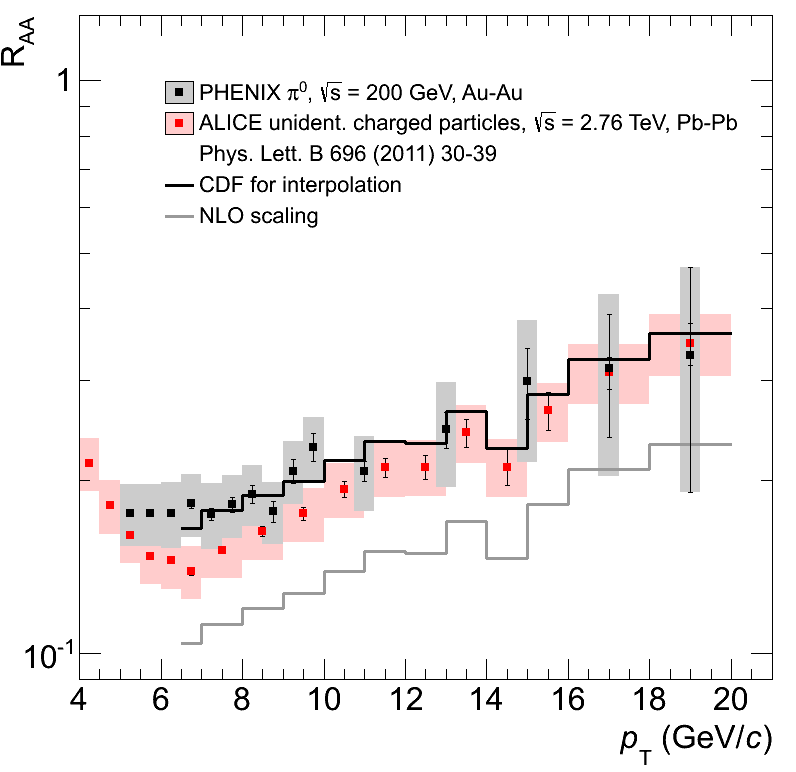 R_AA
1
PHENIX π⁰, √s = 200 GeV, Au-Au
ALICE unident. charged particles, √s = 2.76 TeV, Pb-Pb
Phys. Lett. B 696 (2011) 30-39
CDF for interpolation
NLO scaling
10⁻¹
4 6 8 10 12 14 16 18 20
p_T (GeV/c)